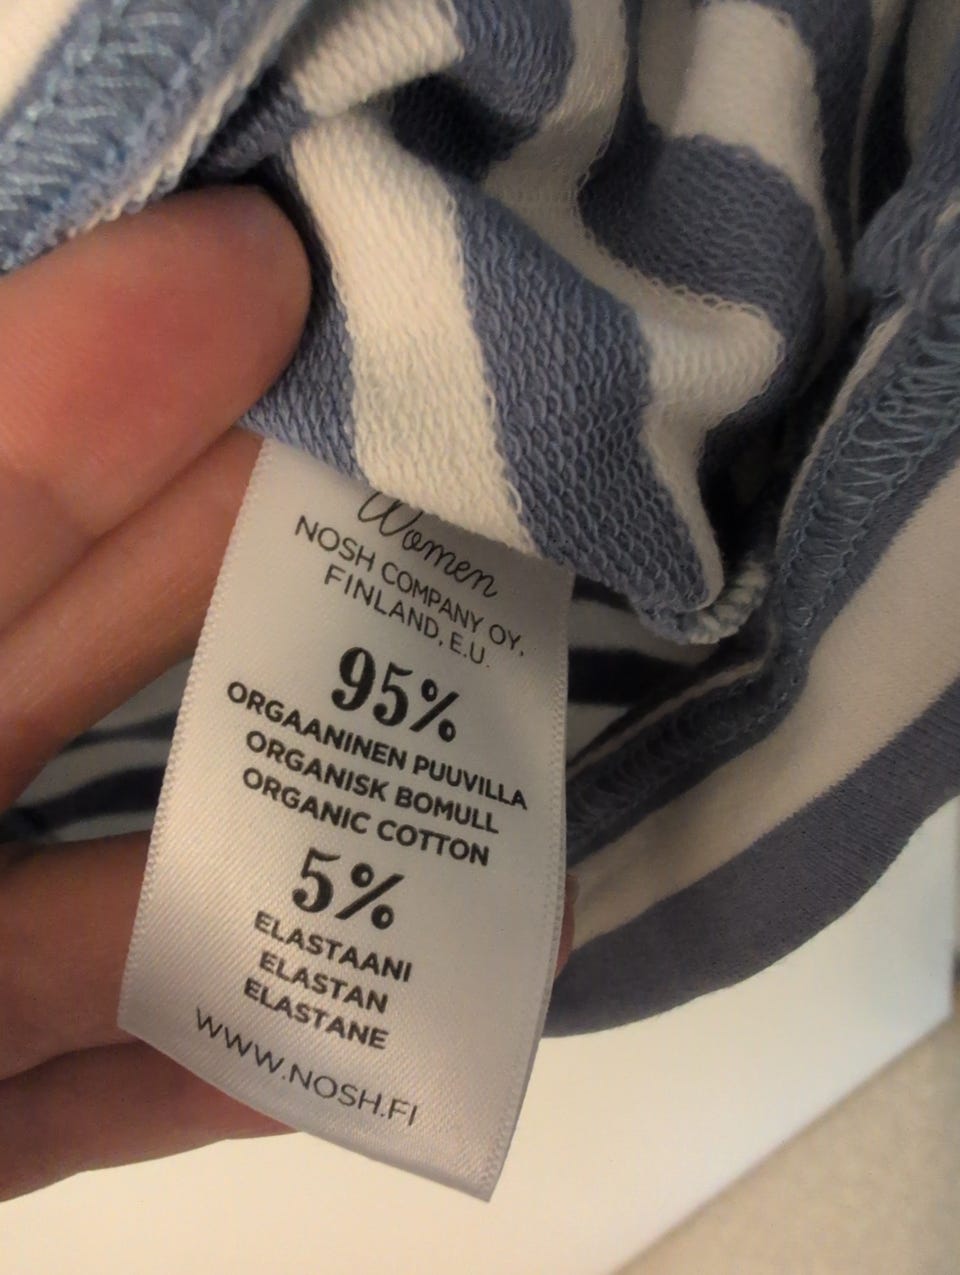 Women
NOSH COMPANY OY,
FINLAND, E.U.
95%
ORGAANINEN PUUVILLA
ORGANISK BOMULL
ORGANIC COTTON
5%
ELASTAANI
ELASTAN
ELASTANE
WWW.NOSH.FI